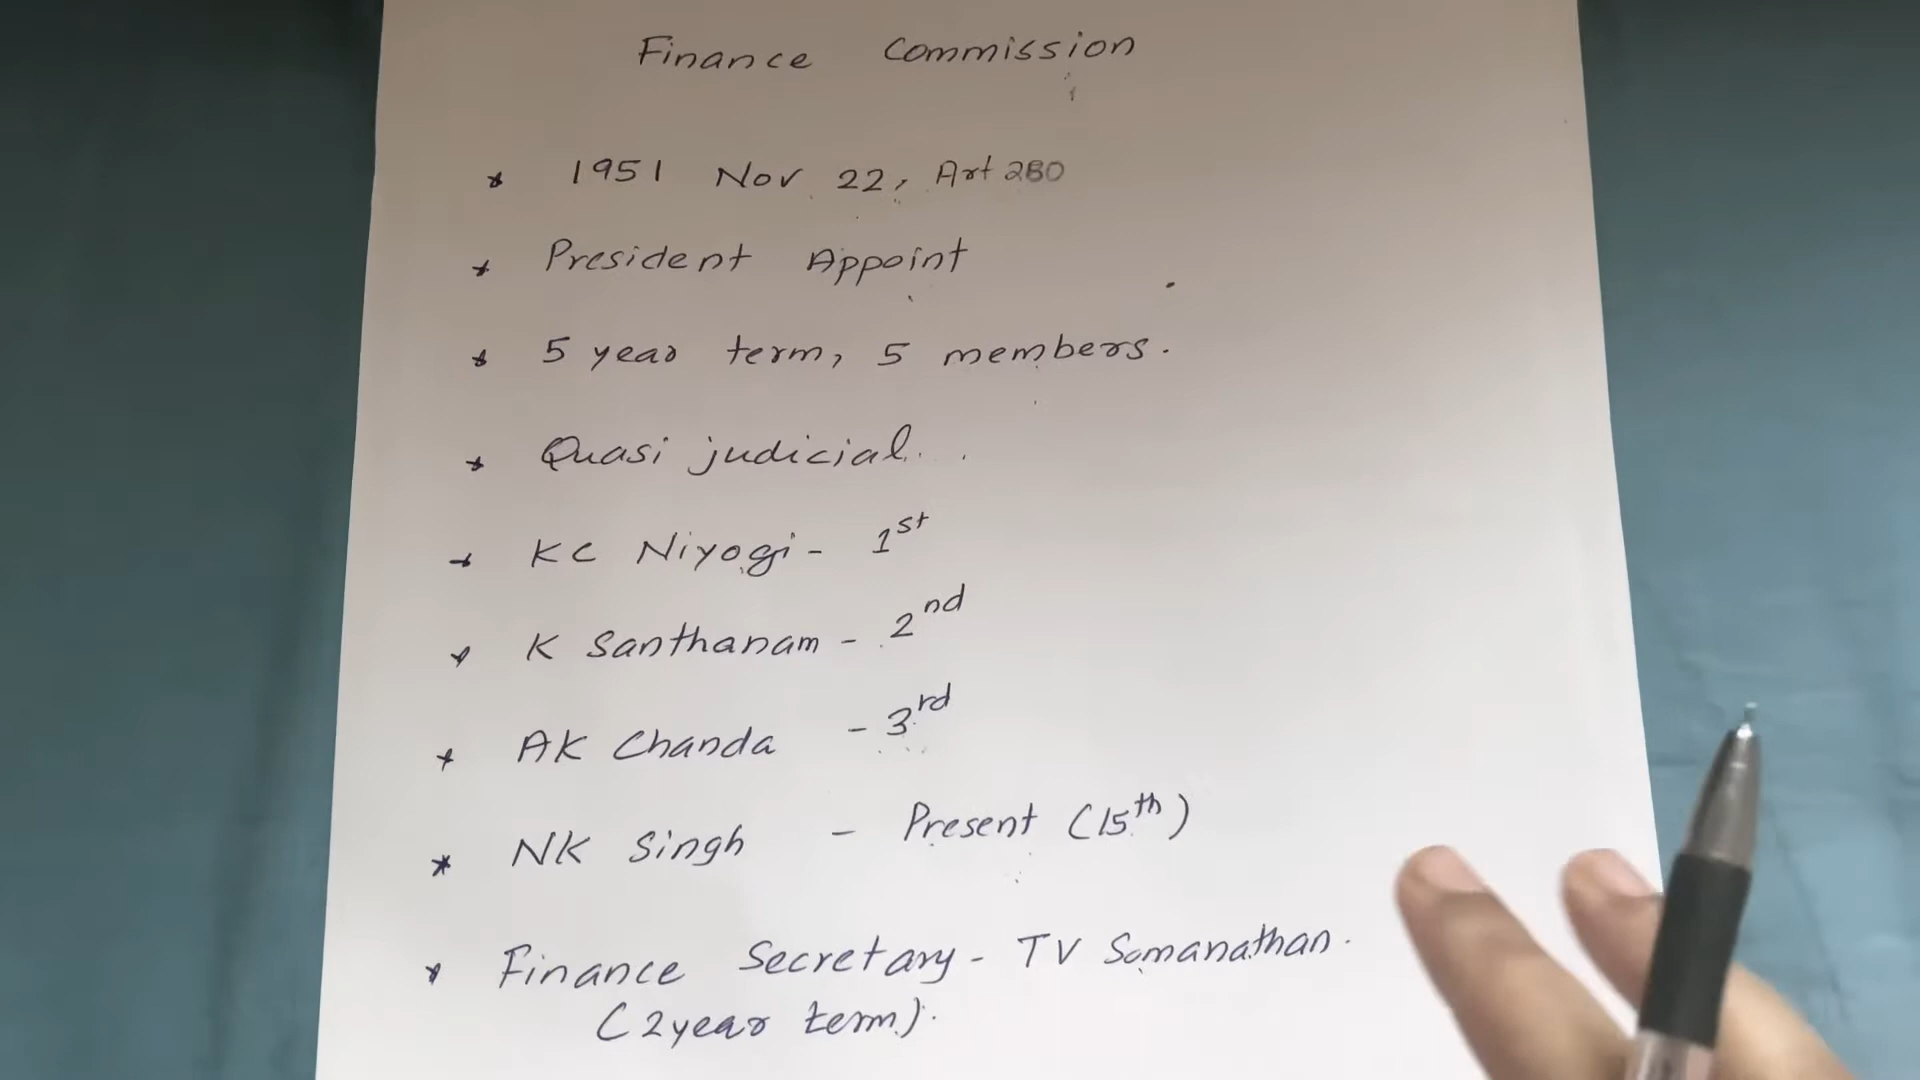 Finance Commission
* 1951 Nov 22, Art 280
* President Appoint
* 5 year term, 5 members.
* Quasi judicial.
* KC Niyogi - 1st
* K Santhanam - 2nd
* AK Chanda - 3rd
* NK Singh - Present (15th)
* Finance Secretary - TV Somanathan.
(2 year term).